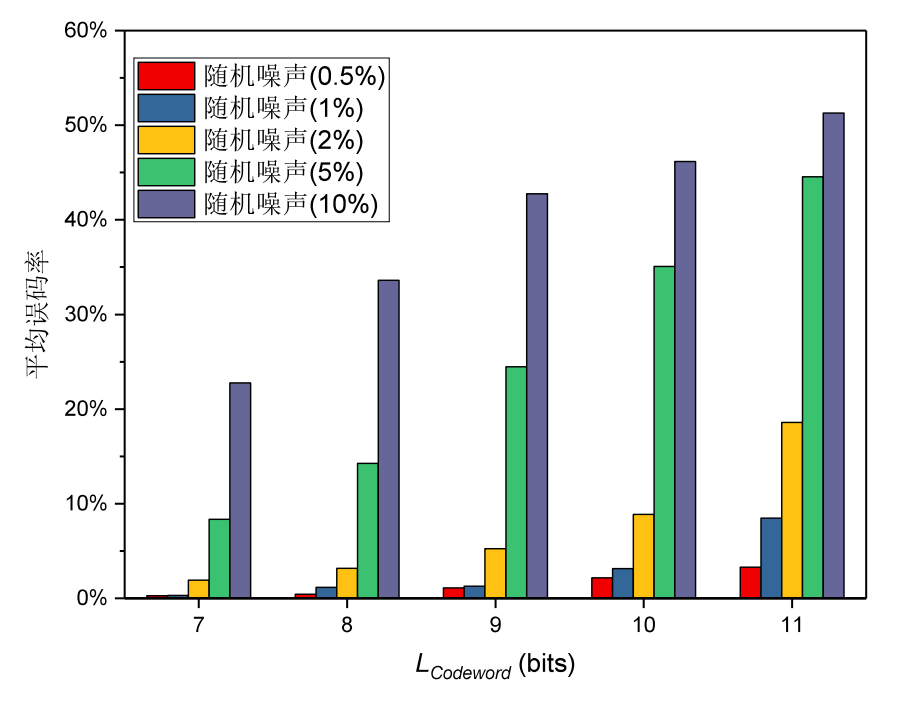 60%
50%
40%
30%
20%
10%
0%
平均误码率
随机噪声(0.5%)
随机噪声(1%)
随机噪声(2%)
随机噪声(5%)
随机噪声(10%)
7 8 9 10 11
L_Codeword (bits)